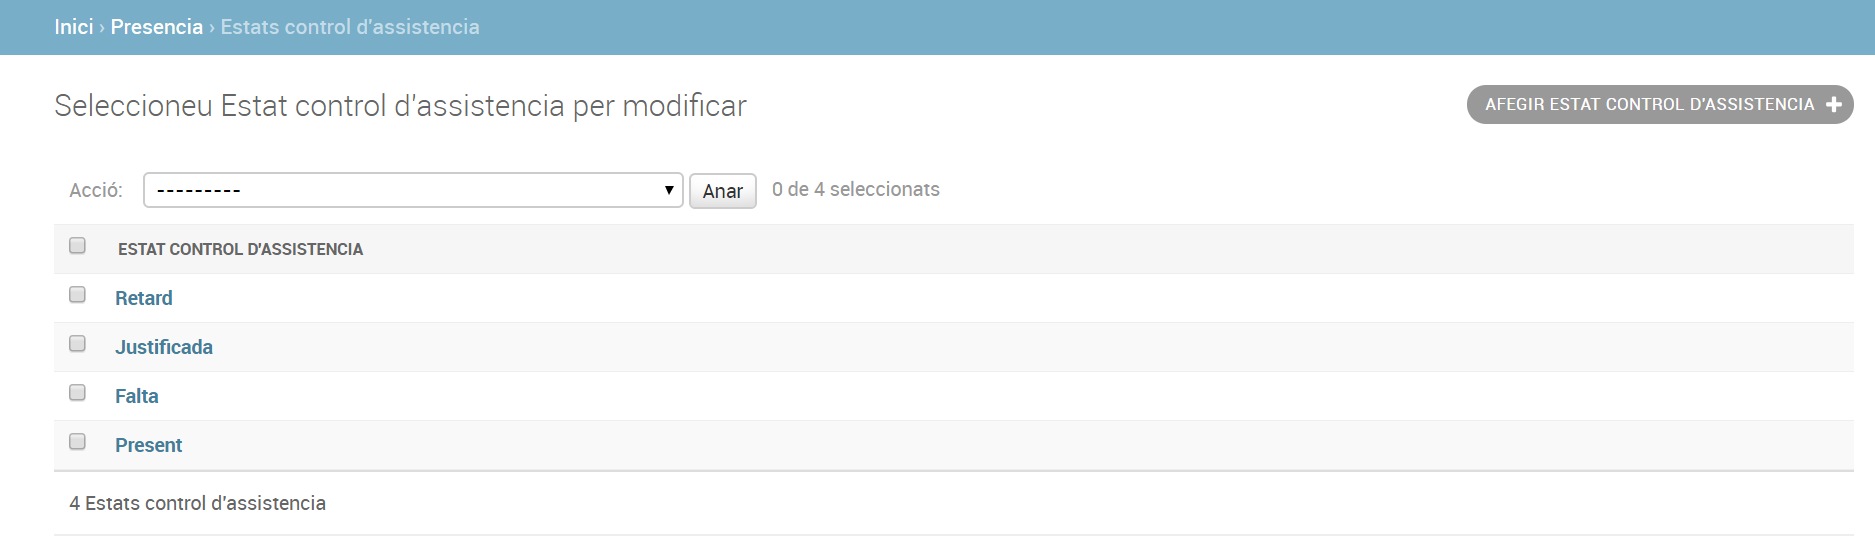 Inici › Presencia › Estats control d'assistencia
Seleccioneu Estat control d'assistencia per modificar
AFEGIR ESTAT CONTROL D'ASSISTENCIA +
Acció: --------- Anar 0 de 4 seleccionats
ESTAT CONTROL D'ASSISTENCIA
Retard
Justificada
Falta
Present
4 Estats control d'assistencia